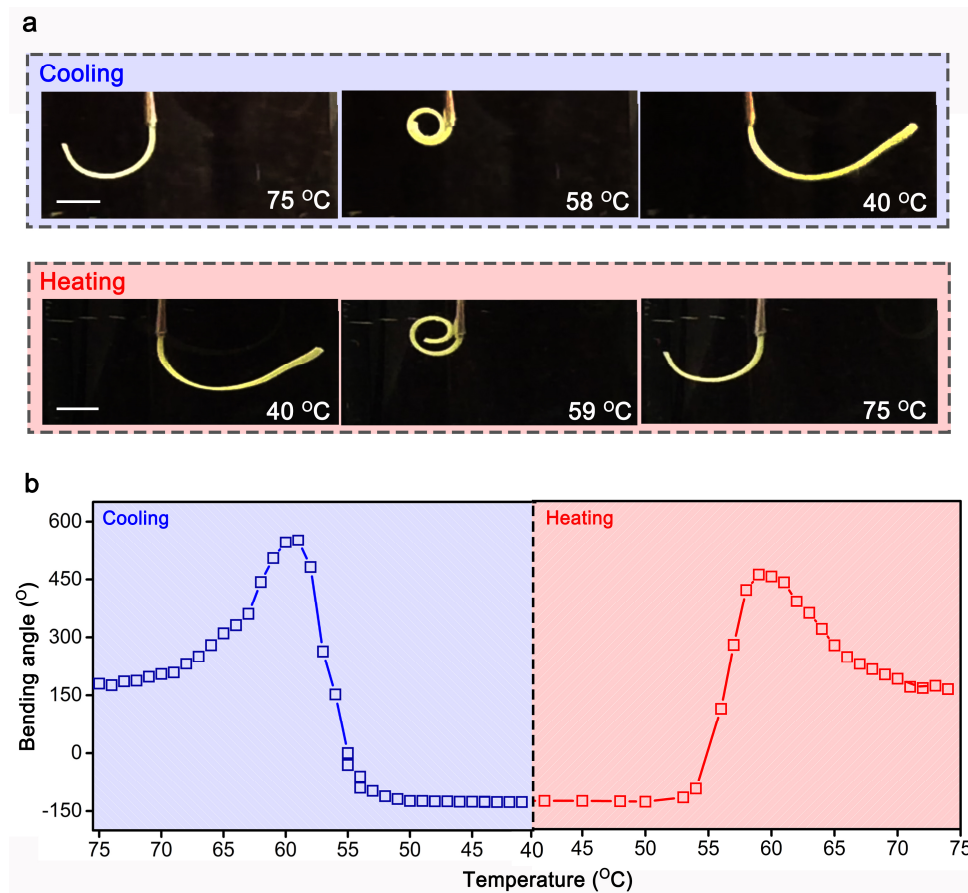 a
Cooling
75 °C
58 °C
40 °C
Heating
40 °C
59 °C
75 °C
b
Cooling
Heating
600
450
300
150
0
-150
Bending angle (°)
75 70 65 60 55 50 45 40 45 50 55 60 65 70 75
Temperature (°C)